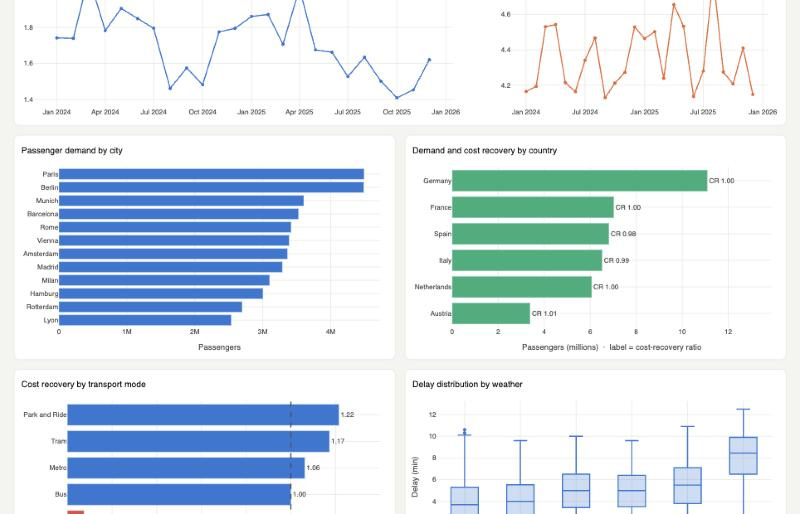 1.8
1.6
1.4
Jan 2024
Apr 2024
Jul 2024
Oct 2024
Jan 2025
Apr 2025
Jul 2025
Oct 2025
Jan 2026
4.6
4.4
4.2
Jan 2024
Jul 2024
Jan 2025
Jul 2025
Jan 2026
Passenger demand by city
Paris
Berlin
Munich
Barcelona
Rome
Vienna
Amsterdam
Madrid
Milan
Hamburg
Rotterdam
Lyon
0
1M
2M
3M
4M
Passengers
Demand and cost recovery by country
Germany
CR 1.00
France
CR 1.00
Spain
CR 0.98
Italy
CR 0.99
Netherlands
CR 1.00
Austria
CR 1.01
0
2
4
6
8
10
12
Passengers (millions) · label = cost-recovery ratio
Cost recovery by transport mode
Park and Ride
1.22
Tram
1.17
Metro
1.06
Bus
1.00
Delay distribution by weather
12
10
8
6
4
Delay (min)